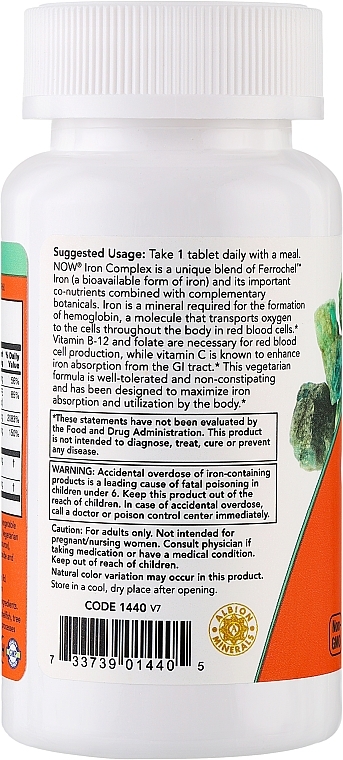 Suggested Usage: Take 1 tablet daily with a meal.
NOW® Iron Complex is a unique blend of Ferrochel™
Iron (a bioavailable form of iron) and its important
co-nutrients combined with complementary
botanicals. Iron is a mineral required for the formation
of hemoglobin, a molecule that transports oxygen
to the cells throughout the body in red blood cells.*
Vitamin B-12 and folate are necessary for red blood
cell production, while vitamin C is known to enhance
iron absorption from the GI tract.* This vegetarian
formula is well-tolerated and non-constipating
and has been designed to maximize iron
absorption and utilization by the body.*
*These statements have not been evaluated by
the Food and Drug Administration. This product
is not intended to diagnose, treat, cure or prevent
any disease.
WARNING: Accidental overdose of iron-containing
products is a leading cause of fatal poisoning in
children under 6. Keep this product out of the
reach of children. In case of accidental overdose,
call a doctor or poison control center immediately.
Caution: For adults only. Not intended for
pregnant/nursing women. Consult physician if
taking medication or have a medical condition.
Keep out of reach of children.
Natural color variation may occur in this product.
Store in a cool, dry place after opening.
CODE 1440 V7
7 33739 01440 5
ALBION
MINERALS
% Daily
Value
Non-
GMO